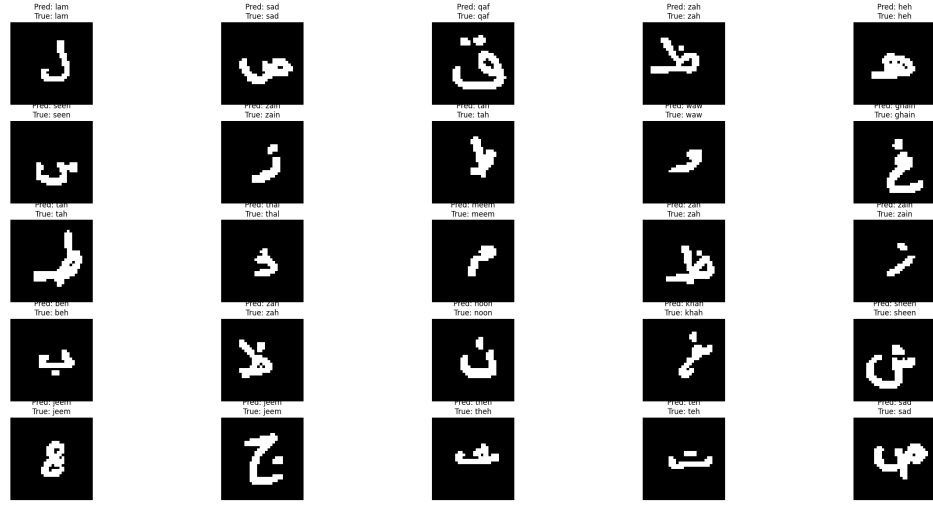 Pred: lam Pred: sad Pred: qaf Pred: zah Pred: heh
True: lam True: sad True: qaf True: zah True: heh
ل ص ق ظ ه
Pred: seen Pred: zain Pred: tah Pred: waw Pred: ghain
True: seen True: zain True: tah True: waw True: ghain
س ز ط و غ
Pred: tah Pred: thal Pred: meem Pred: zah Pred: zain
True: tah True: thal True: meem True: zah True: zain
ط ذ م ظ ز
Pred: beh Pred: zah Pred: noon Pred: khah Pred: sheen
True: beh True: zah True: noon True: khah True: sheen
ب ظ ن خ ش
Pred: jeem Pred: jeem Pred: theh Pred: teh Pred: sad
True: jeem True: jeem True: theh True: teh True: sad
ج ج ث ت ص